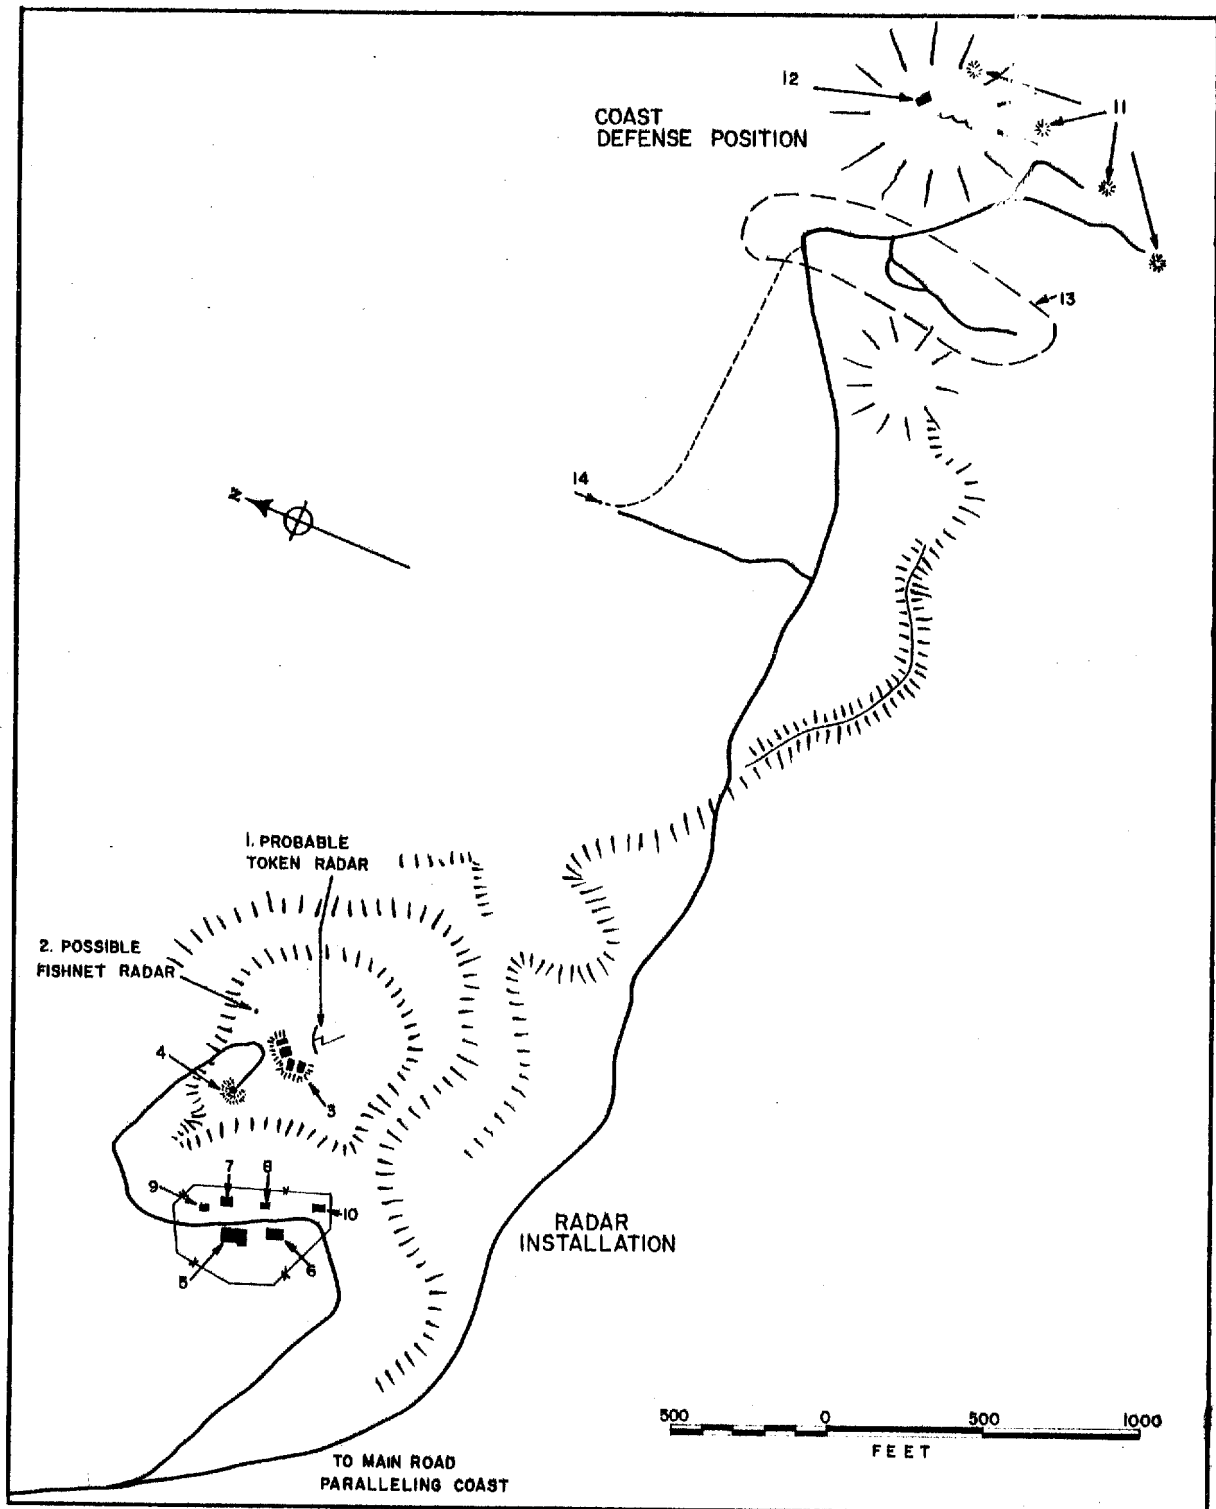 12
11
COAST
DEFENSE POSITION
13
14
N
1. PROBABLE
TOKEN RADAR
2. POSSIBLE
FISHNET RADAR
4
3
7
8
9
10
5
6
RADAR
INSTALLATION
500 0 500 1000
FEET
TO MAIN ROAD
PARALLELING COAST